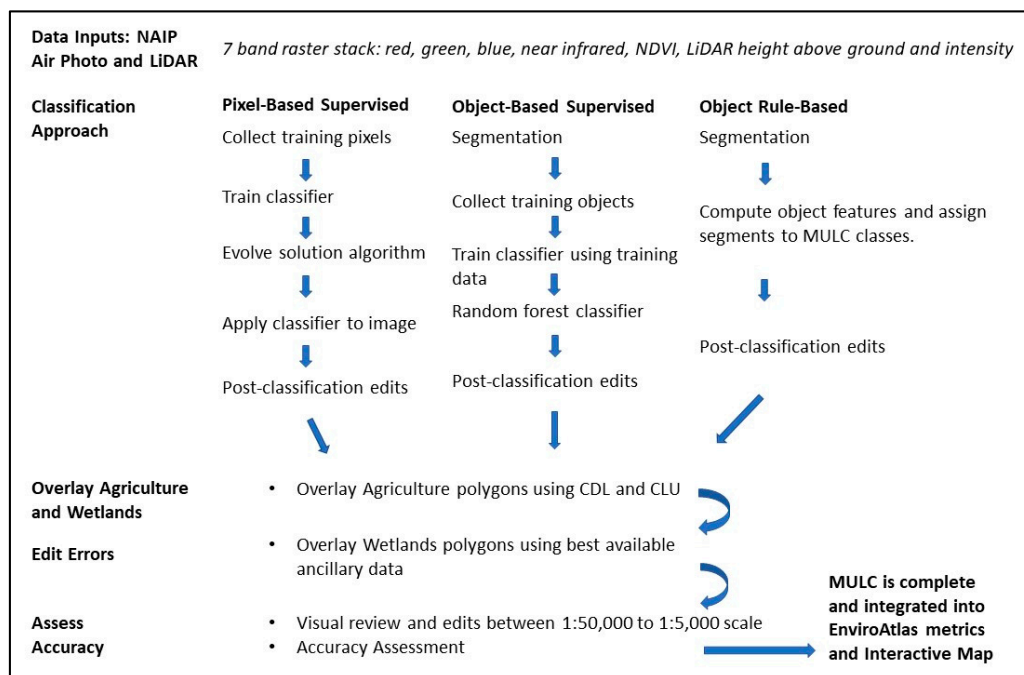 Data Inputs: NAIP
Air Photo and LiDAR
7 band raster stack: red, green, blue, near infrared, NDVI, LiDAR height above ground and intensity
Classification
Approach
Pixel-Based Supervised
Collect training pixels
Train classifier
Evolve solution algorithm
Apply classifier to image
Post-classification edits
Object-Based Supervised
Segmentation
Collect training objects
Train classifier using training
data
Random forest classifier
Post-classification edits
Object Rule-Based
Segmentation
Compute object features and assign
segments to MULC classes.
Post-classification edits
Overlay Agriculture
and Wetlands
• Overlay Agriculture polygons using CDL and CLU
Edit Errors
• Overlay Wetlands polygons using best available
ancillary data
Assess
Accuracy
• Visual review and edits between 1:50,000 to 1:5,000 scale
• Accuracy Assessment
MULC is complete
and integrated into
EnviroAtlas metrics
and Interactive Map